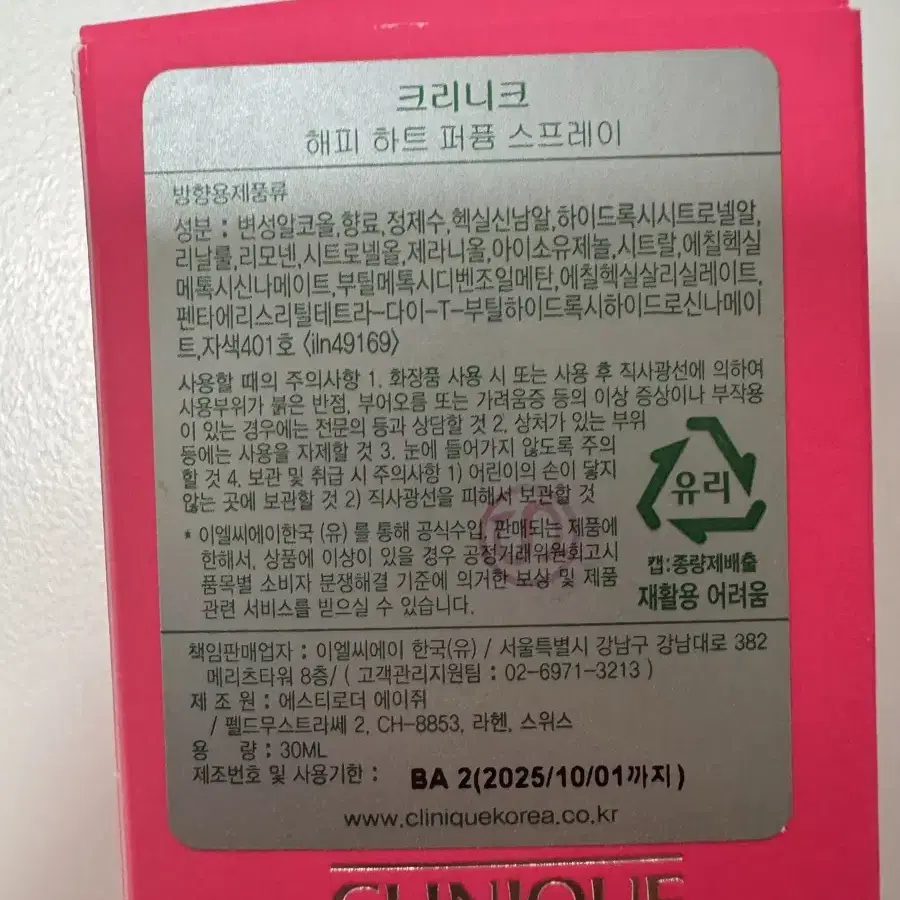 크리니크
해피 하트 퍼퓸 스프레이
방향용제품류
성분 : 변성알코올,향료,정제수,헥실신남알,하이드록시시트로넬알,
리날룰,리모넨,시트로넬올,제라니올,아이소유제놀,시트랄,에칠헥실
메톡시신나메이트,부틸메톡시디벤조일메탄,에칠헥실살리실레이트,
펜타에리스리틸테트라-다이-T-부틸하이드록시하이드로신나메이
트,자색401호 <iln49169>
사용할 때의 주의사항 1. 화장품 사용 시 또는 사용 후 직사광선에 의하여
사용부위가 붉은 반점, 부어오름 또는 가려움증 등의 이상 증상이나 부작용
이 있는 경우에는 전문의 등과 상담할 것 2. 상처가 있는 부위
등에는 사용을 자제할 것 3. 눈에 들어가지 않도록 주의
할 것 4. 보관 및 취급 시 주의사항 1) 어린이의 손이 닿지
않는 곳에 보관할 것 2) 직사광선을 피해서 보관할 것
유리
* 이엘씨에이한국 (유) 를 통해 공식수입 판매되는 제품에
한해서, 상품에 이상이 있을 경우 공정거래위원회고시
품목별 소비자 분쟁해결 기준에 의거한 보상 및 제품
관련 서비스를 받으실 수 있습니다.
캡:종량제배출
재활용 어려움
책임판매업자 : 이엘씨에이 한국(유) / 서울특별시 강남구 강남대로 382
메리츠타워 8층/ ( 고객관리지원팀 : 02-6971-3213 )
제 조 원 : 에스티로더 에이쥐
/ 펠드무스트라쎄 2, CH-8853, 라헨, 스위스
용 량 : 30ML
제조번호 및 사용기한 : BA 2(2025/10/01까지)
www.cliniquekorea.co.kr
CLINIQUE